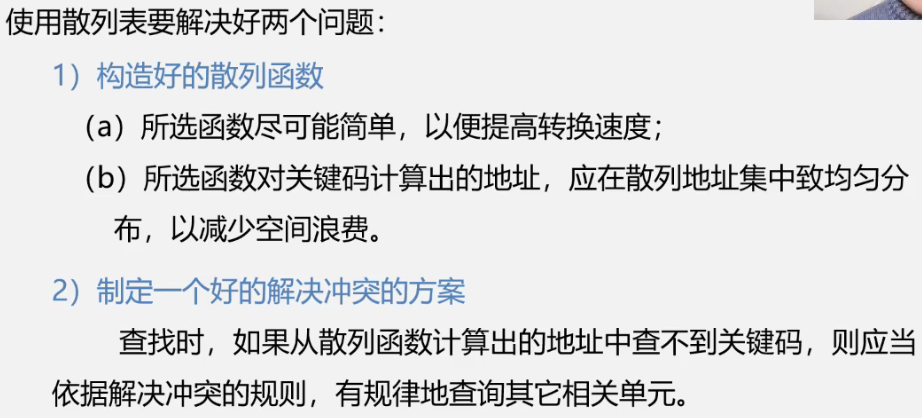 使用散列表要解决好两个问题：
1）构造好的散列函数
（a）所选函数尽可能简单，以便提高转换速度；
（b）所选函数对关键码计算出的地址，应在散列地址集中致均匀分
布，以减少空间浪费。
2）制定一个好的解决冲突的方案
查找时，如果从散列函数计算出的地址中查不到关键码，则应当
依据解决冲突的规则，有规律地查询其它相关单元。